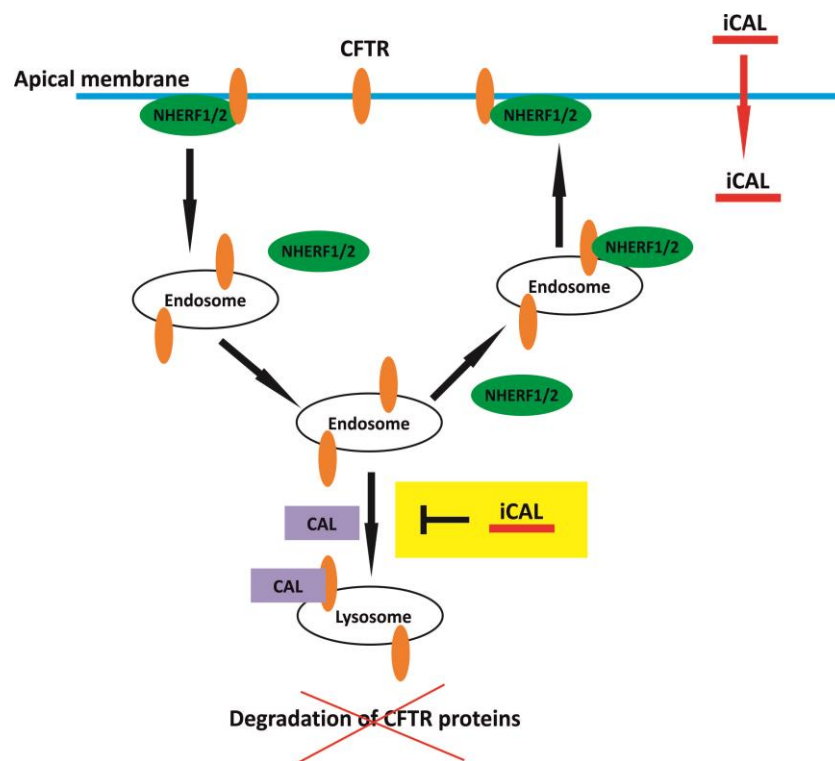 iCAL
CFTR
Apical membrane
NHERF1/2
NHERF1/2
iCAL
NHERF1/2
NHERF1/2
Endosome
Endosome
NHERF1/2
Endosome
iCAL
CAL
CAL
Lysosome
Degradation of CFTR proteins